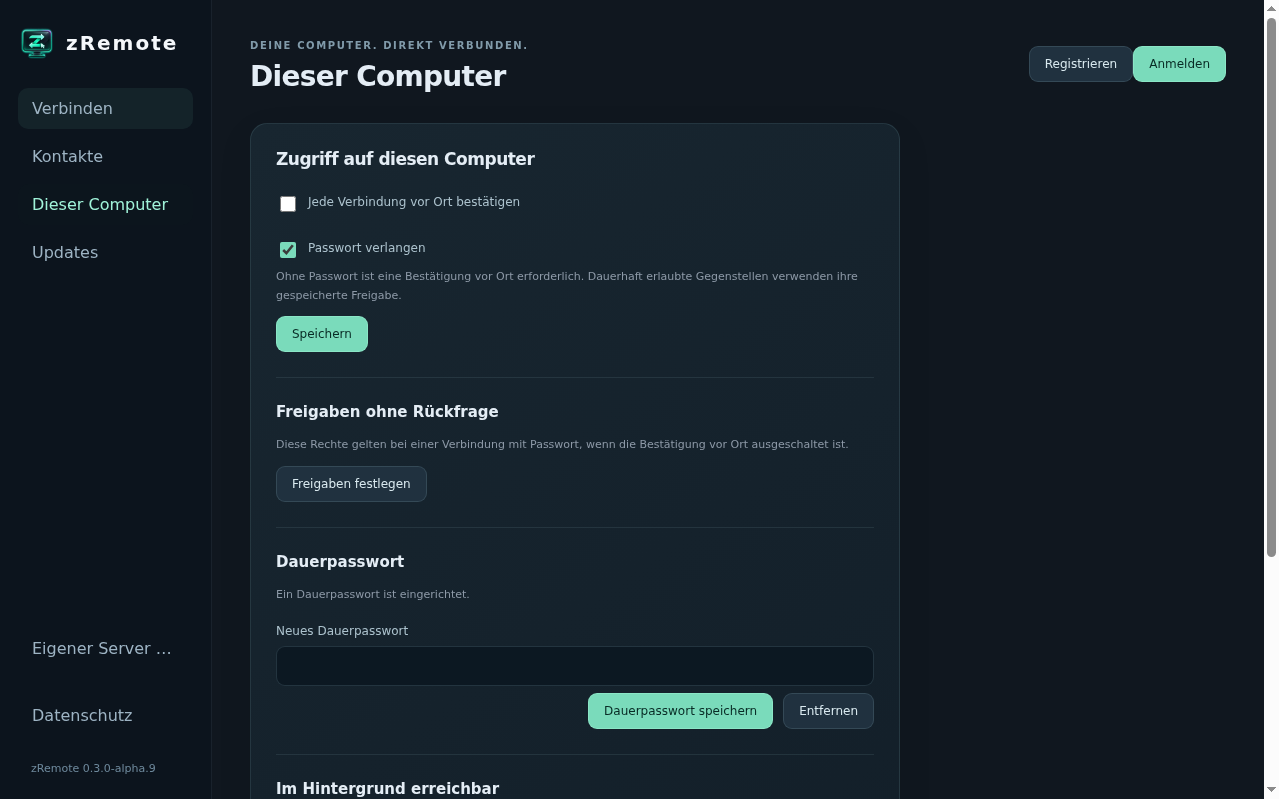 zRemote
Verbinden
Kontakte
Dieser Computer
Updates
Eigener Server ...
Datenschutz
zRemote 0.3.0-alpha.9
DEINE COMPUTER. DIREKT VERBUNDEN.
Dieser Computer
Registrieren
Anmelden
Zugriff auf diesen Computer
Jede Verbindung vor Ort bestätigen
Passwort verlangen
Ohne Passwort ist eine Bestätigung vor Ort erforderlich. Dauerhaft erlaubte Gegenstellen verwenden ihre
gespeicherte Freigabe.
Speichern
Freigaben ohne Rückfrage
Diese Rechte gelten bei einer Verbindung mit Passwort, wenn die Bestätigung vor Ort ausgeschaltet ist.
Freigaben festlegen
Dauerpasswort
Ein Dauerpasswort ist eingerichtet.
Neues Dauerpasswort
Dauerpasswort speichern
Entfernen
Im Hintergrund erreichbar